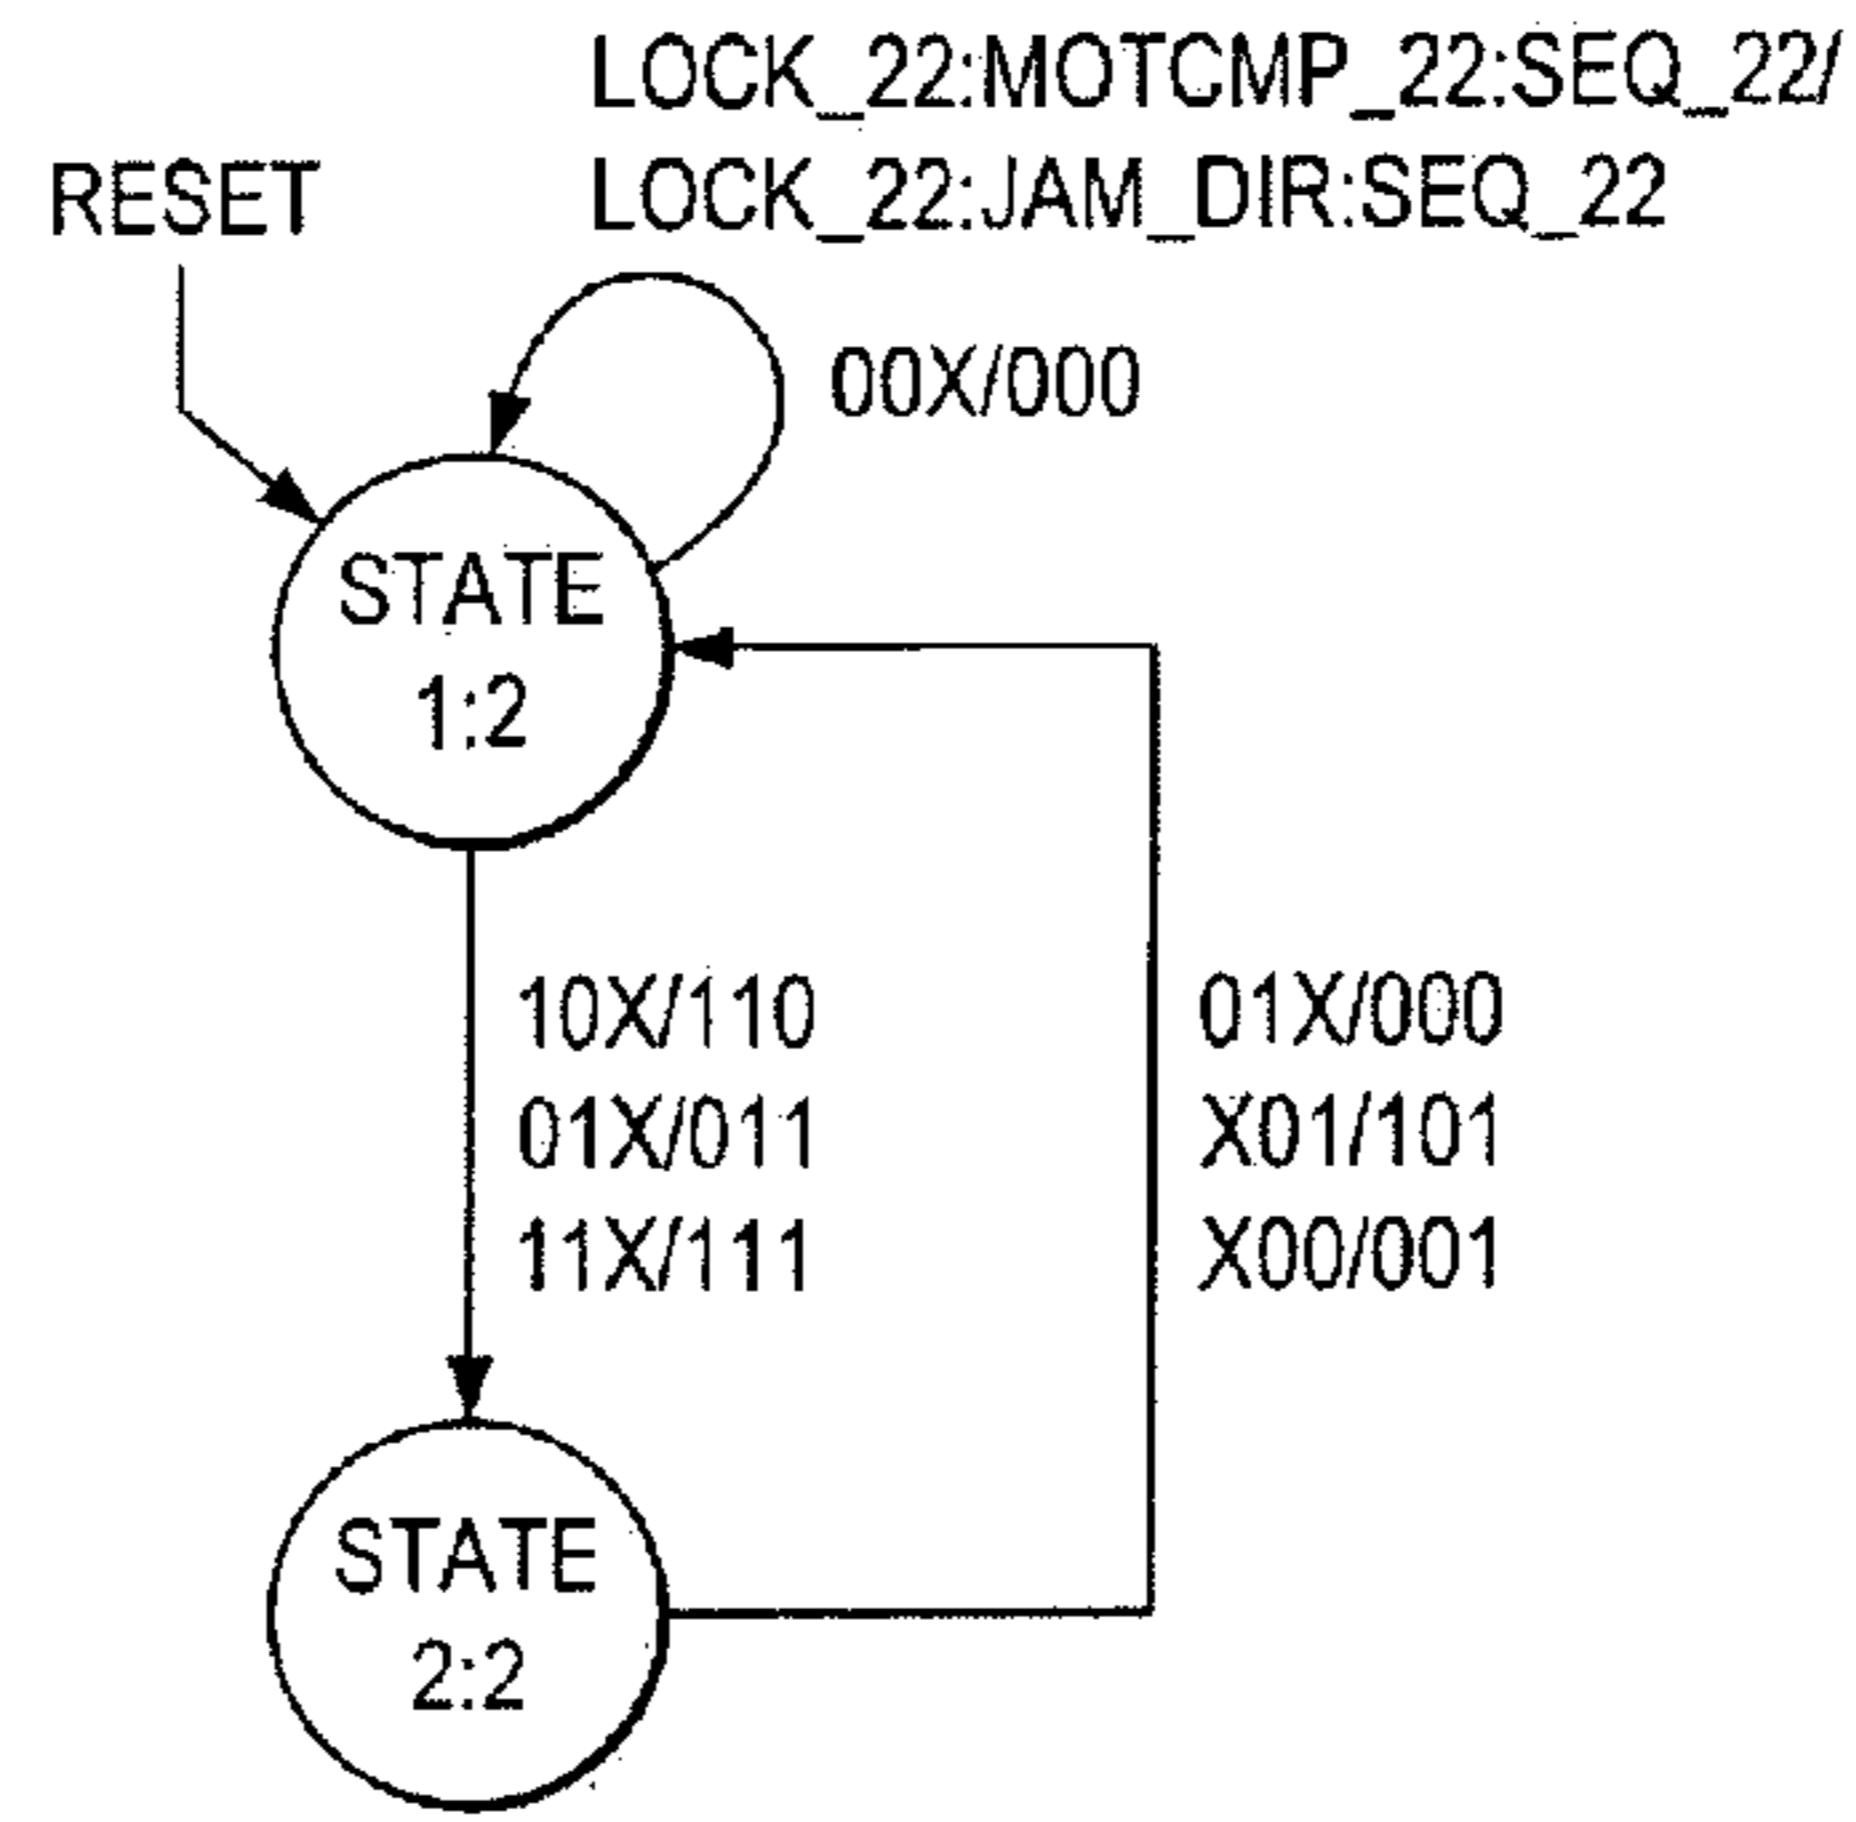 LOCK_22:MOTCMP_22:SEQ_22/
LOCK_22:JAM_DIR:SEQ_22
RESET
00X/000
STATE
1:2
10X/110
01X/011
11X/111
01X/000
X01/101
X00/001
STATE
2:2